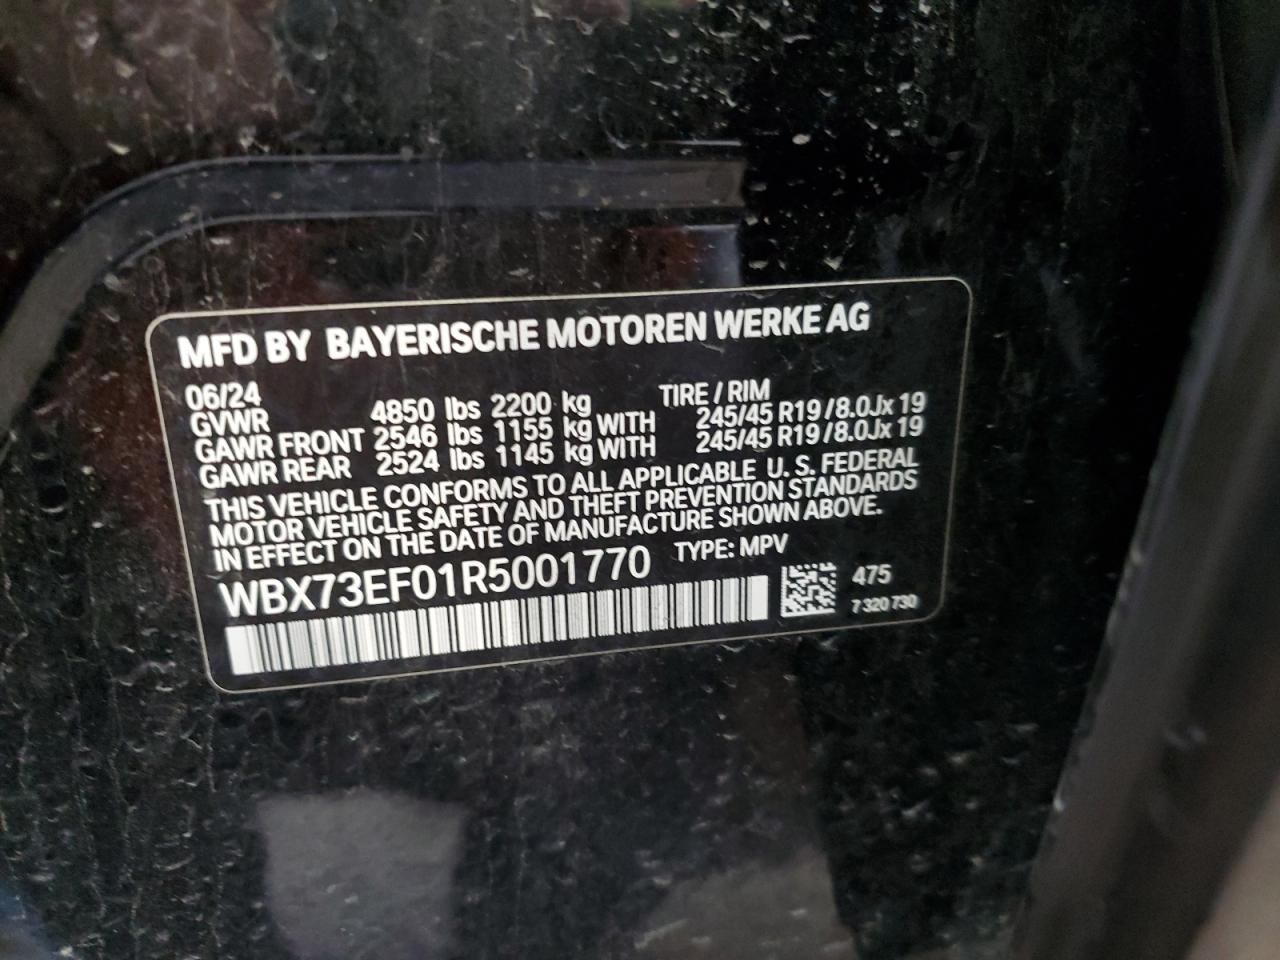 MFD BY BAYERISCHE MOTOREN WERKE AG
06/24 TIRE / RIM
GVWR 4850 lbs 2200 kg
GAWR FRONT 2546 lbs 1155 kg WITH 245/45 R19 / 8.0Jx 19
GAWR REAR 2524 lbs 1145 kg WITH 245/45 R19 / 8.0Jx 19
THIS VEHICLE CONFORMS TO ALL APPLICABLE U. S. FEDERAL
MOTOR VEHICLE SAFETY AND THEFT PREVENTION STANDARDS
IN EFFECT ON THE DATE OF MANUFACTURE SHOWN ABOVE.
WBX73EF01R5001770 TYPE: MPV
475
7 320 730